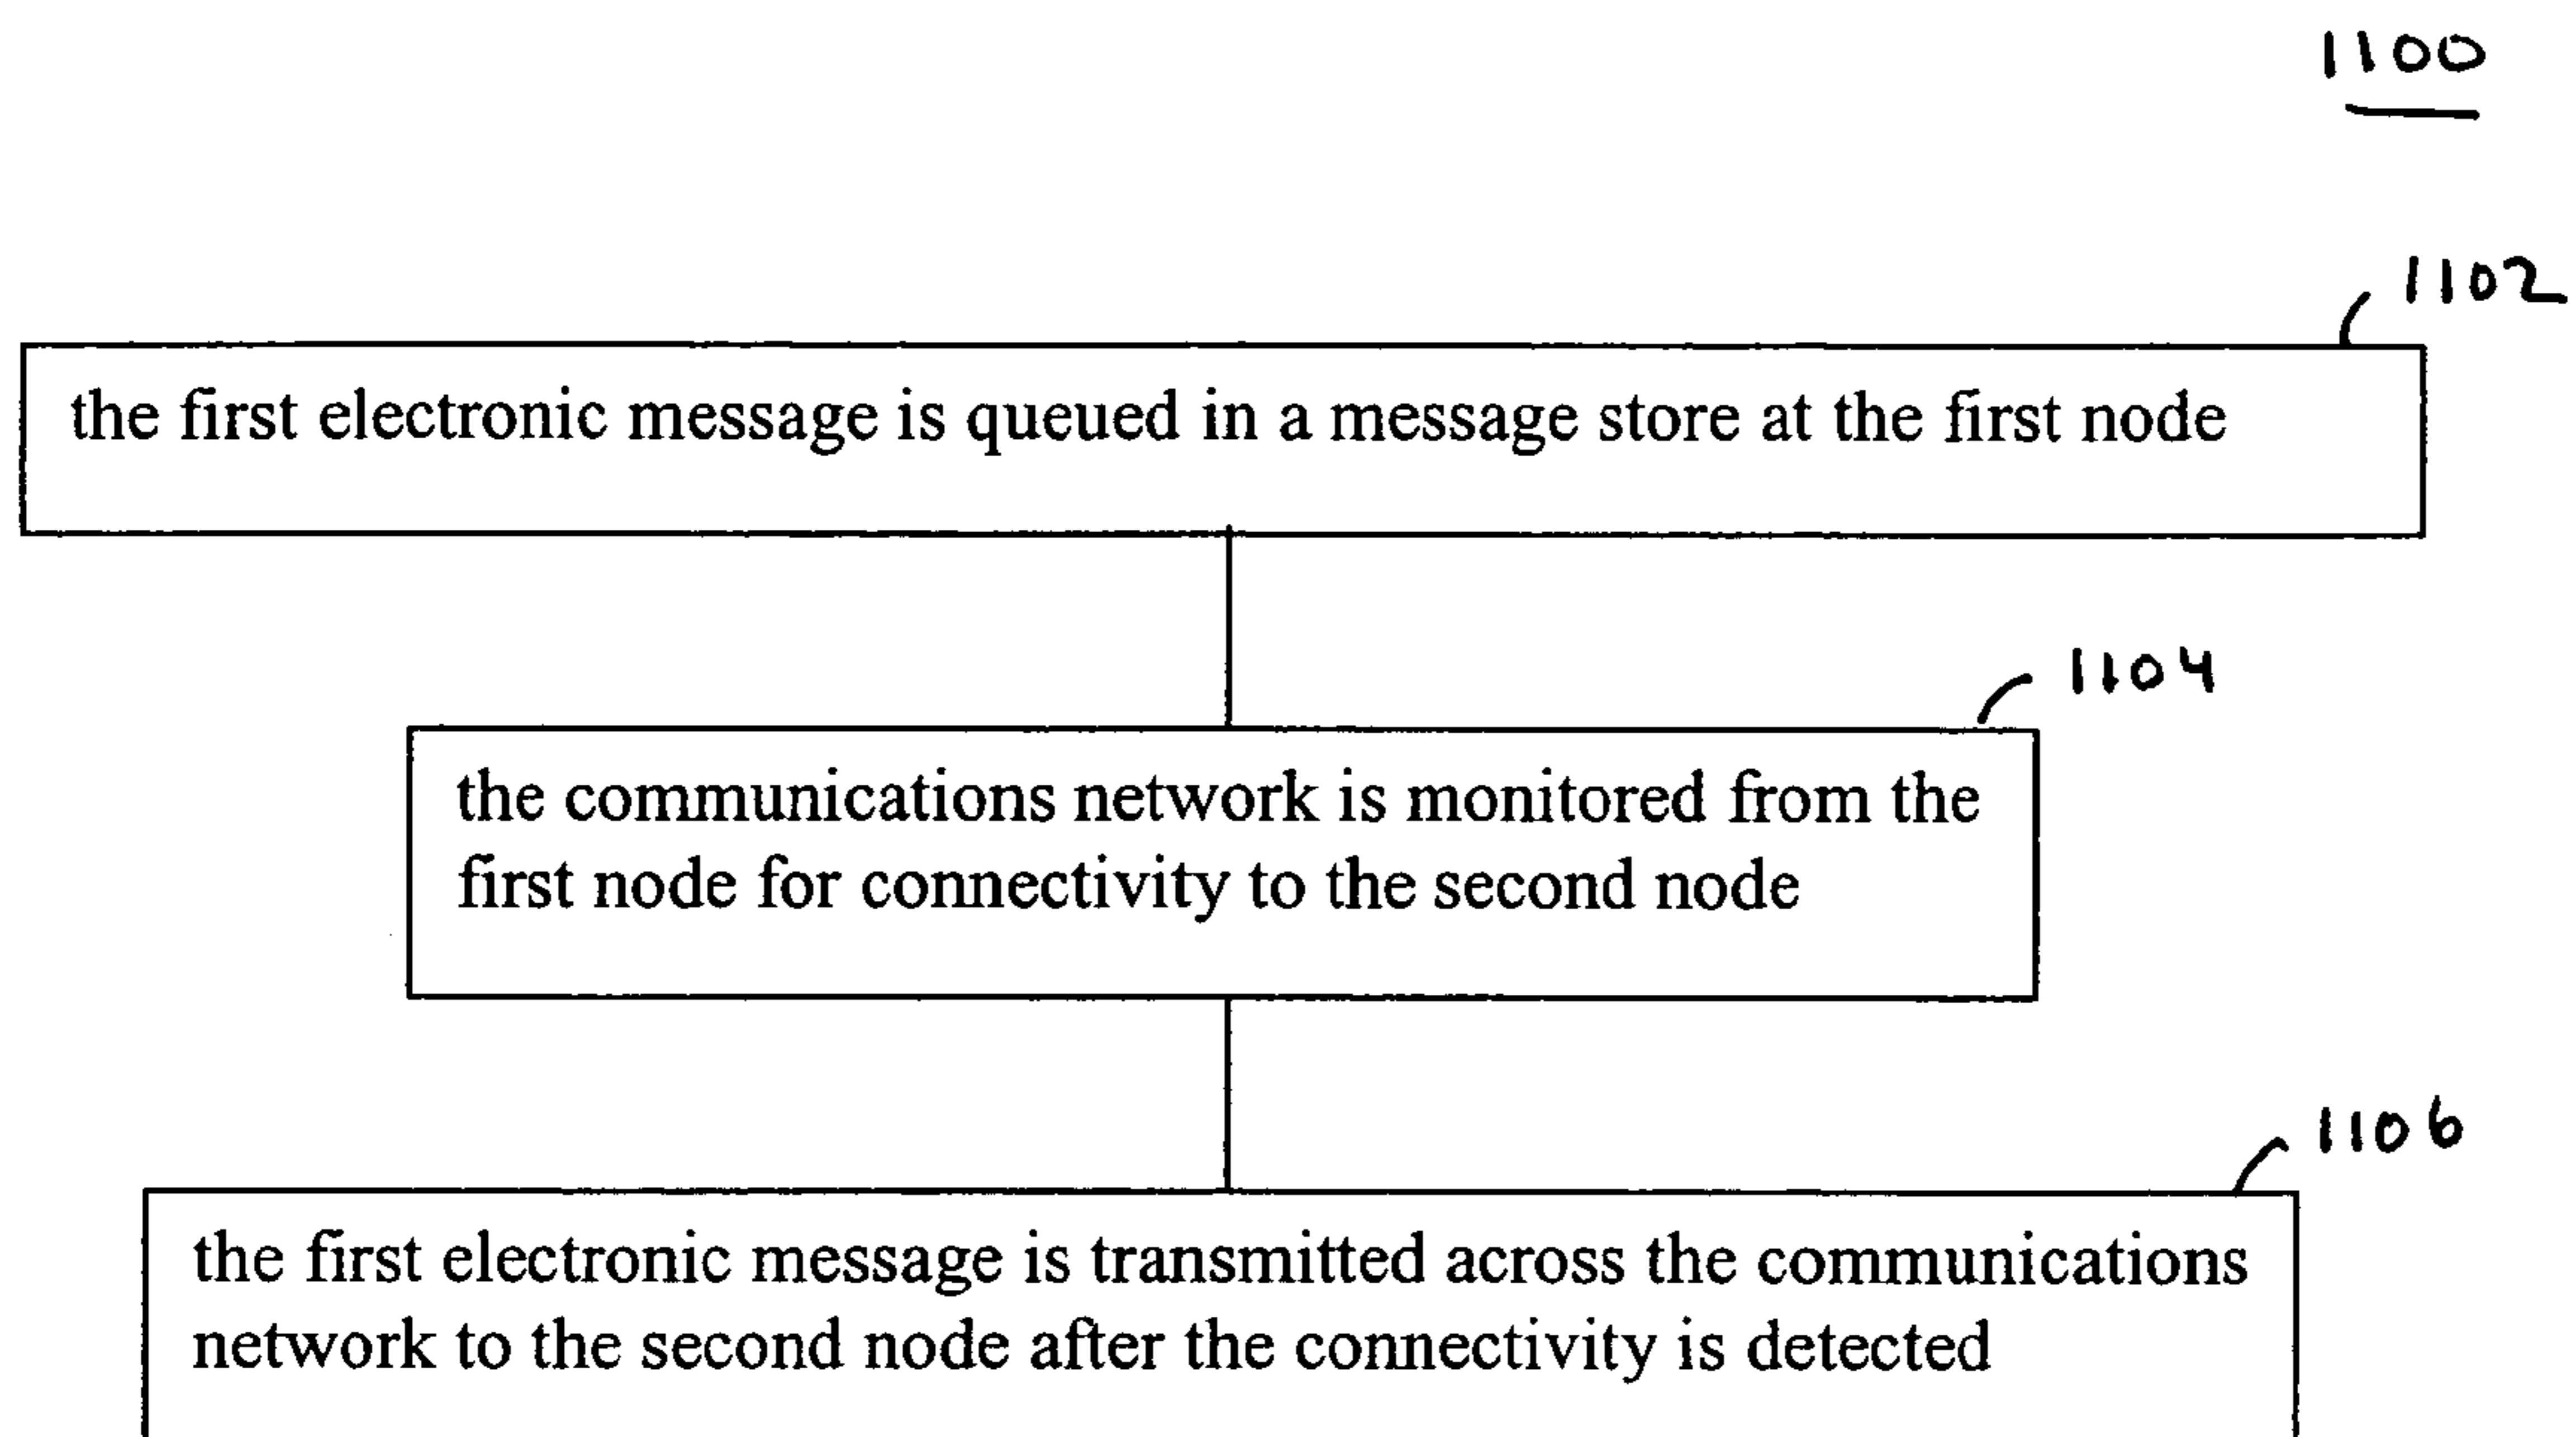 1100
1102
the first electronic message is queued in a message store at the first node
1104
the communications network is monitored from the
first node for connectivity to the second node
1106
the first electronic message is transmitted across the communications
network to the second node after the connectivity is detected